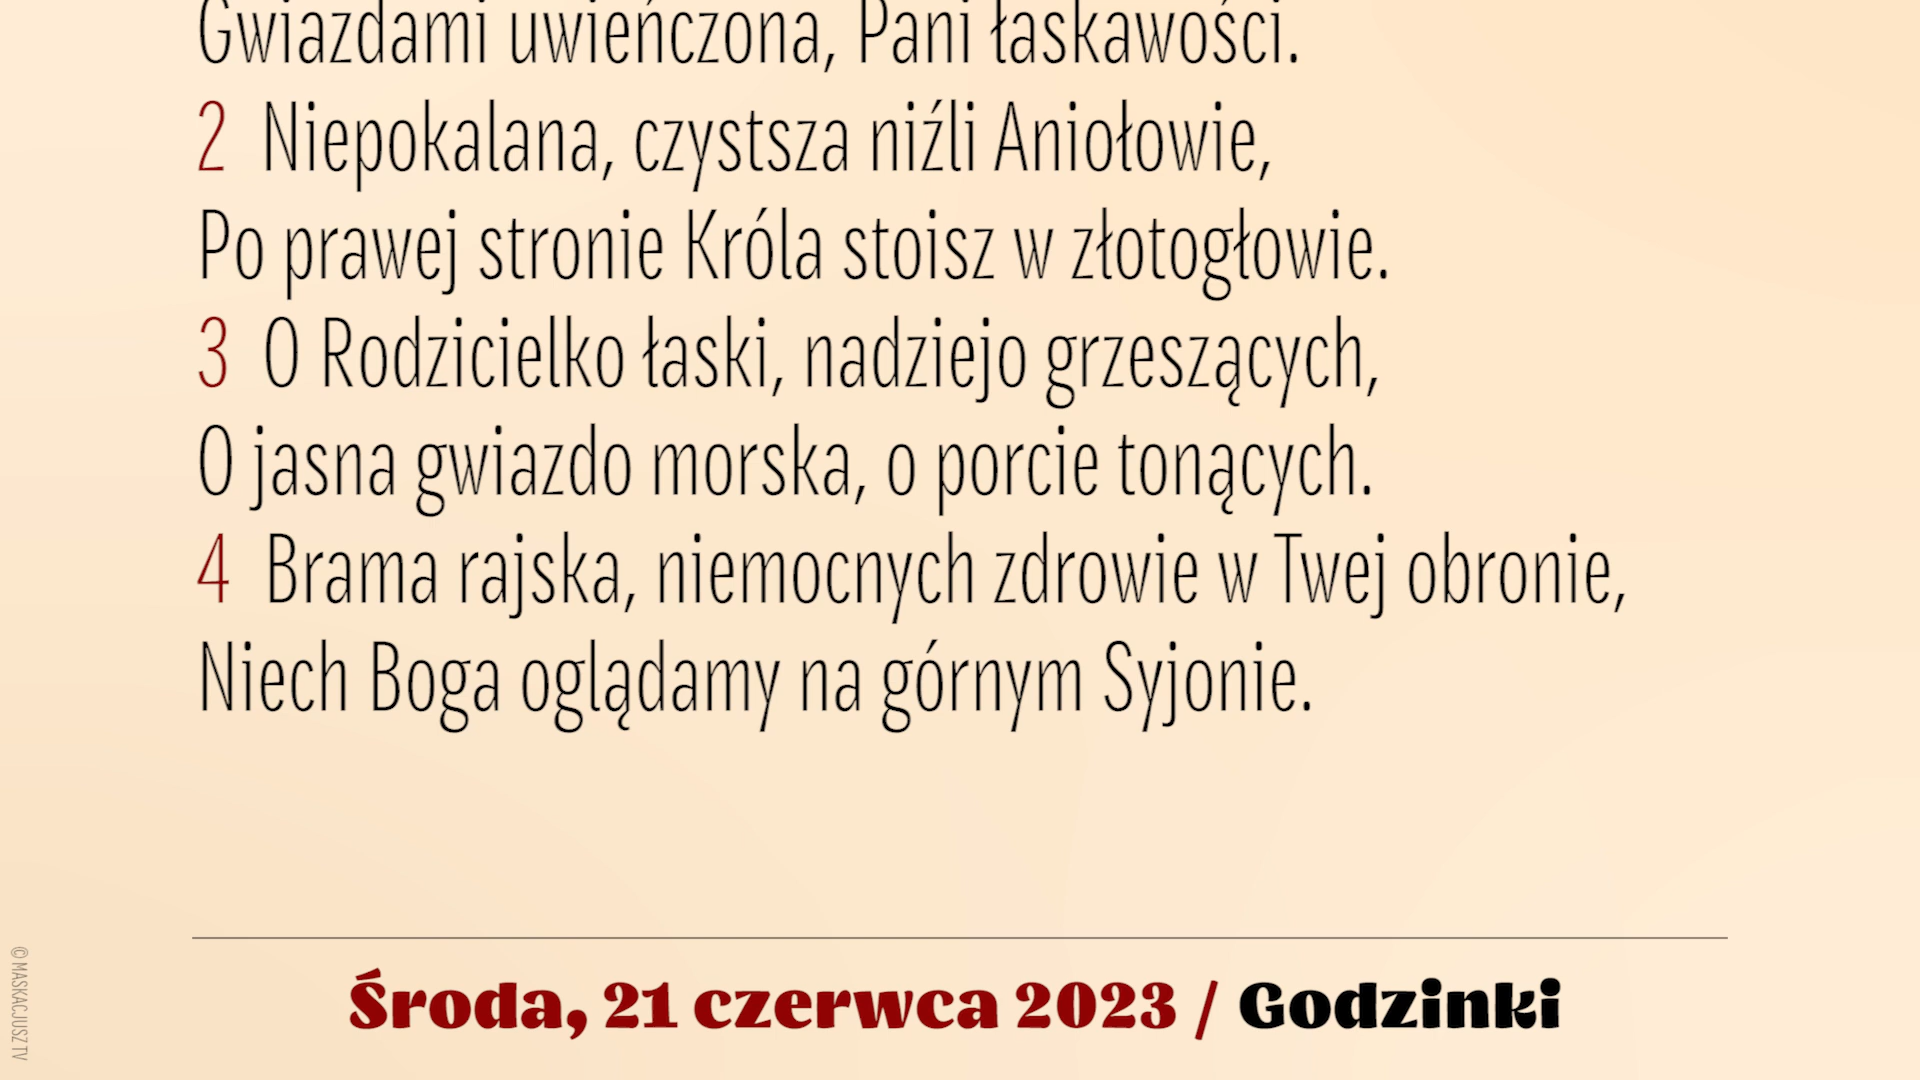 Gwiazdami uwieńczona, Pani łaskawości.
2 Niepokalana, czystsza niźli Aniołowie,
Po prawej stronie Króla stoisz w złotogłowie.
3 O Rodzicielko łaski, nadziejo grzeszących,
O jasna gwiazdo morska, o porcie tonących.
4 Brama rajska, niemocnych zdrowie w Twej obronie,
Niech Boga oglądamy na górnym Syjonie.
Środa, 21 czerwca 2023 / Godzinki
© MASKACJUSZ TV